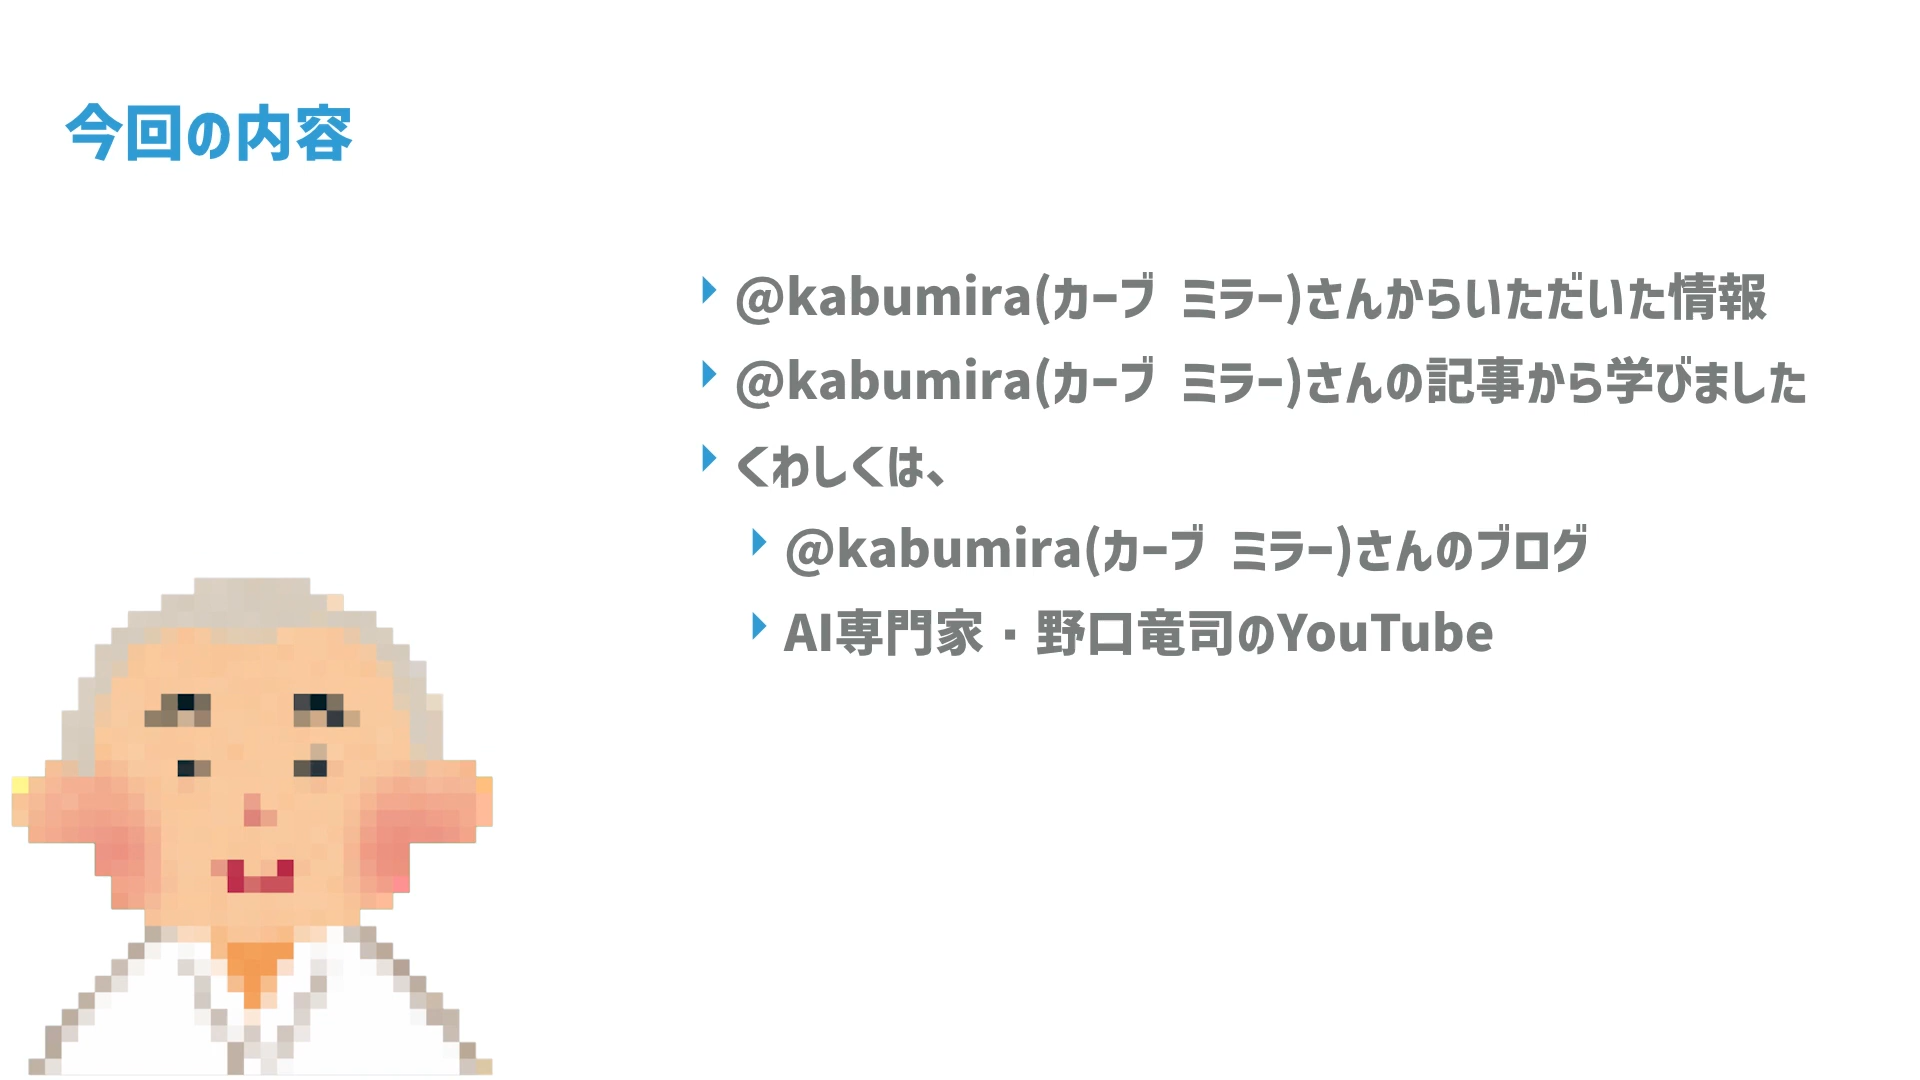 今回の内容
@kabumira(カーブ ミラー)さんからいただいた情報
@kabumira(カーブ ミラー)さんの記事から学びました
くわしくは、
@kabumira(カーブ ミラー)さんのブログ
AI専門家・野口竜司のYouTube